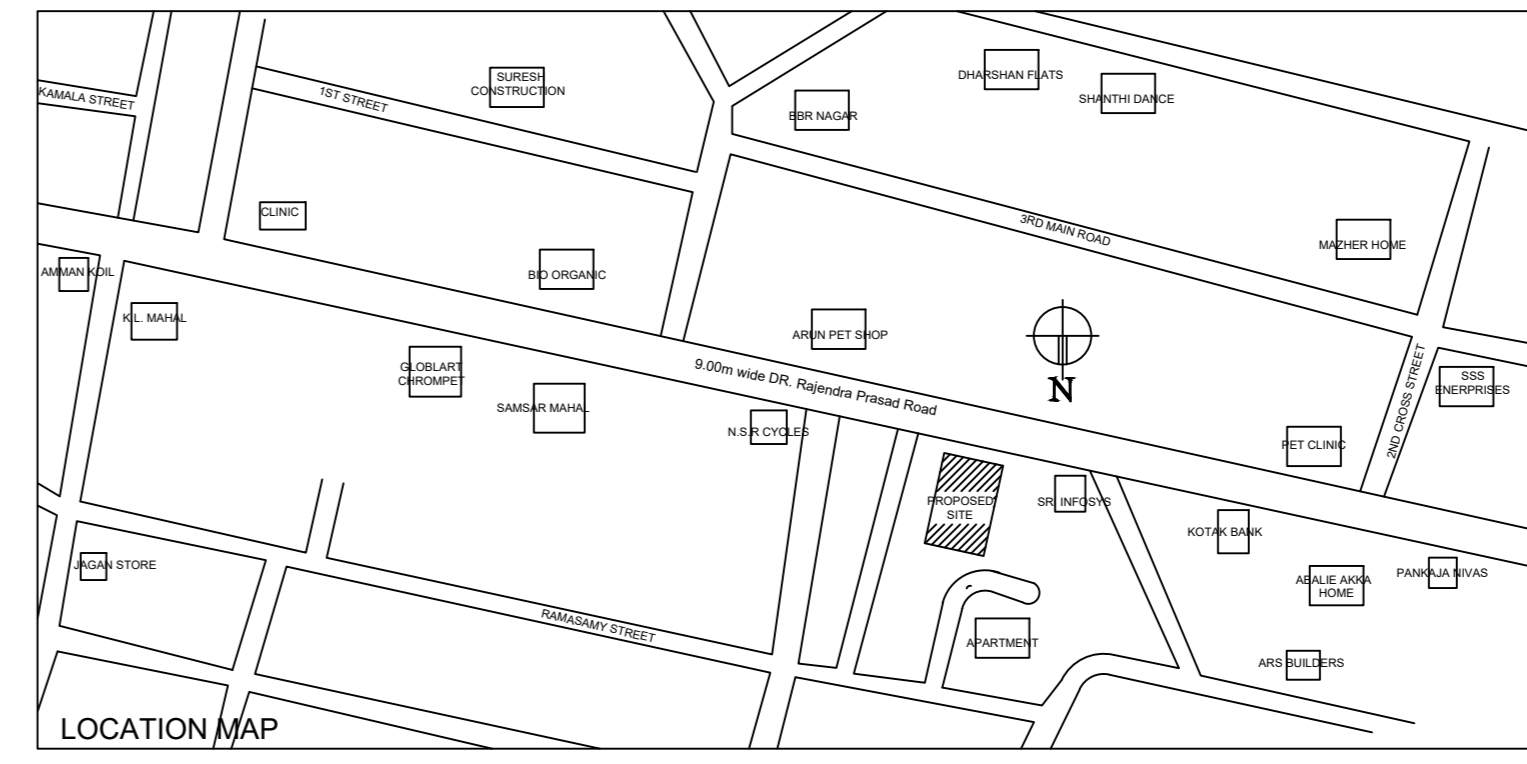 KAMALA STREET
1ST STREET
SURESH
CONSTRUCTION
BBR NAGAR
DHARSHAN FLATS
SHANTHI DANCE
CLINIC
3RD MAIN ROAD
MAZHER HOME
AMMAN KOIL
BIO ORGANIC
K.L. MAHAL
ARUN PET SHOP
GLOBLART
CHROMPET
9.00m wide DR. Rajendra Prasad Road
N
2ND CROSS STREET
SSS
ENERPRISES
SAMSAR MAHAL
N.S.R CYCLES
PET CLINIC
PROPOSED
SITE
SRI INFOSYS
KOTAK BANK
JAGAN STORE
ABALIE AKKA
HOME
PANKAJA NIVAS
RAMASAMY STREET
APARTMENT
ARS BUILDERS
LOCATION MAP